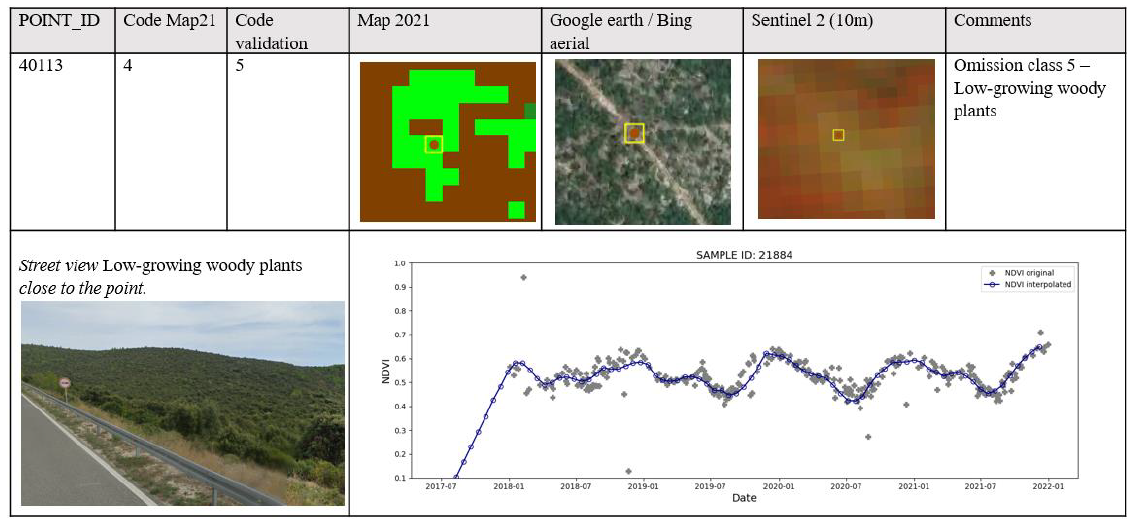 POINT_ID
Code Map21
Code
validation
Map 2021
Google earth / Bing
aerial
Sentinel 2 (10m)
Comments
40113
4
5
Omission class 5 –
Low-growing woody
plants
Street view Low-growing woody plants
close to the point.
SAMPLE ID: 21884
NDVI original
NDVI interpolated
1.0
0.9
0.8
0.7
0.6
0.5
0.4
0.3
0.2
0.1
NDVI
2017-07
2018-01
2018-07
2019-01
2019-07
2020-01
2020-07
2021-01
2021-07
2022-01
Date